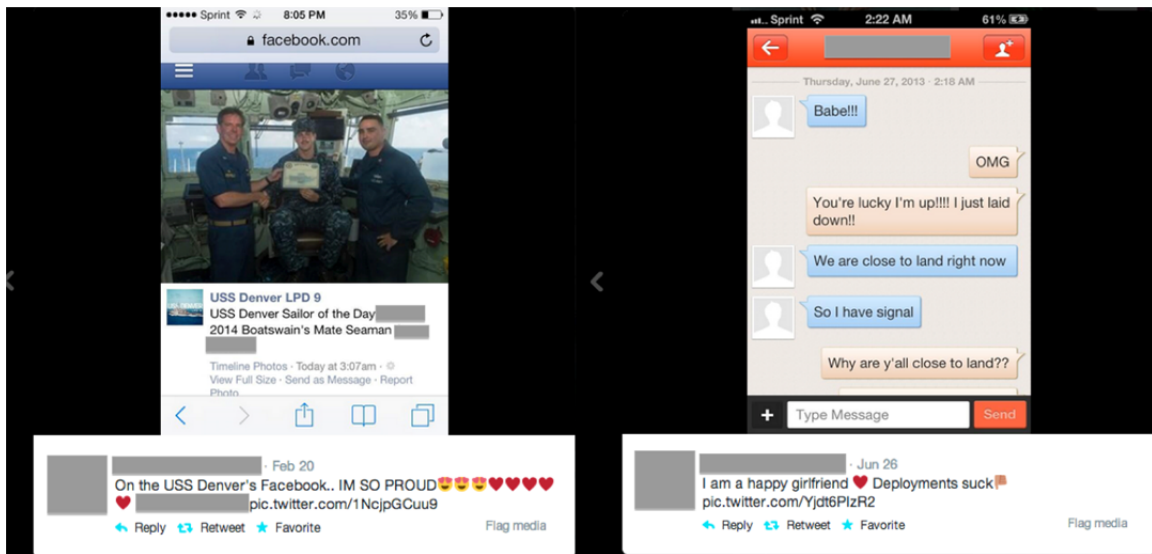 Sprint 8:05 PM 35%
facebook.com
USS Denver LPD 9
USS Denver Sailor of the Day
2014 Boatswain's Mate Seaman
Timeline Photos · Today at 3:07am ·
View Full Size · Send as Message · Report
Photo
· Feb 20
On the USS Denver's Facebook.. IM SO PROUD😍😍😍❤❤❤❤
❤ pic.twitter.com/1NcjpGCuu9
Reply Retweet Favorite Flag media
Sprint 2:22 AM 61%
Thursday, June 27, 2013 · 2:18 AM
Babe!!!
OMG
You're lucky I'm up!!!! I just laid
down!!
We are close to land right now
So I have signal
Why are y'all close to land??
+ Type Message Send
· Jun 26
I am a happy girlfriend ❤ Deployments suck👎
pic.twitter.com/Yjdt6PIzR2
Reply Retweet Favorite Flag media